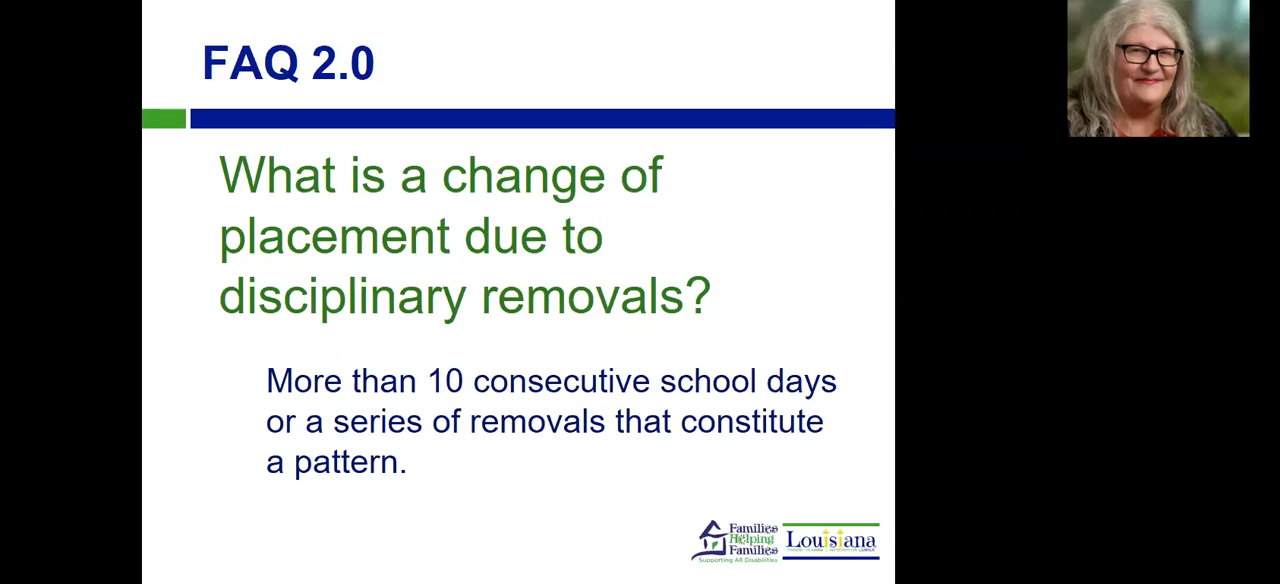 FAQ 2.0
What is a change of
placement due to
disciplinary removals?
More than 10 consecutive school days
or a series of removals that constitute
a pattern.
Families
Helping
Families
Supporting All Disabilities
Louisiana